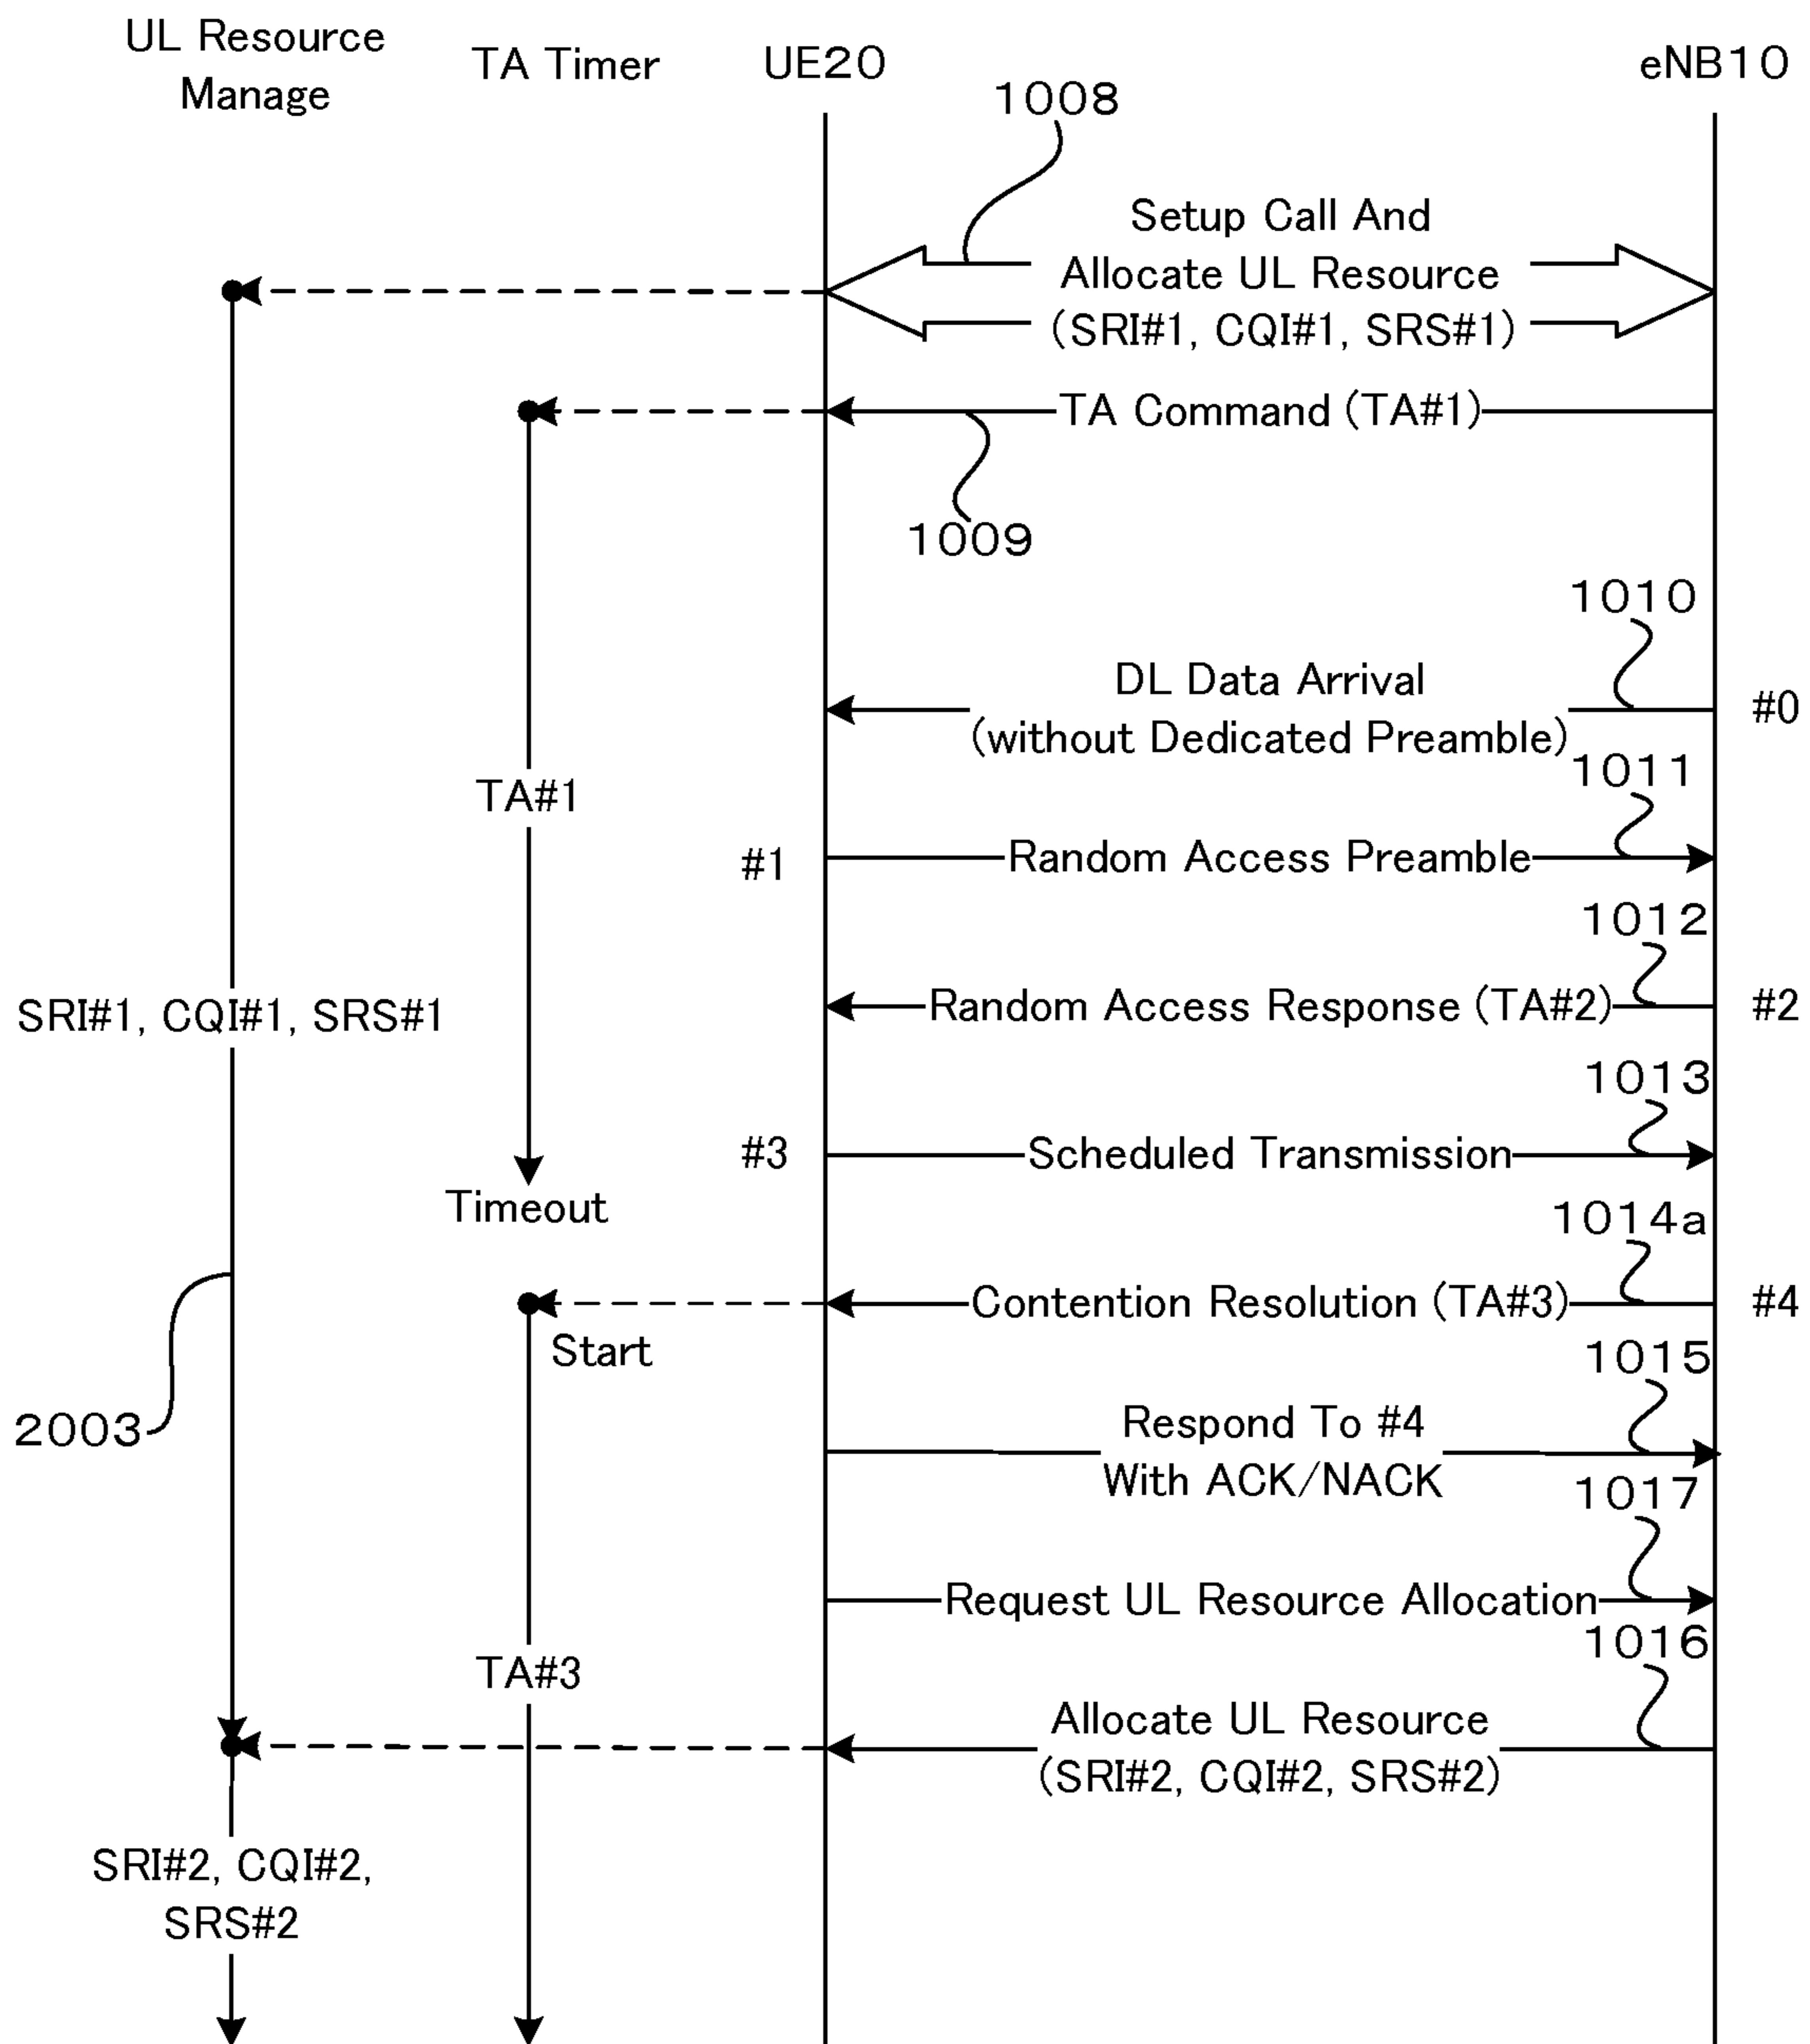 UL Resource
Manage
TA Timer
UE20
eNB10
1008
Setup Call And
Allocate UL Resource
(SRI#1, CQI#1, SRS#1)
TA Command (TA#1)
1009
1010
DL Data Arrival
(without Dedicated Preamble)
#0
1011
TA#1
#1
Random Access Preamble
1012
SRI#1, CQI#1, SRS#1
Random Access Response (TA#2)
#2
1013
#3
Scheduled Transmission
Timeout
1014a
Contention Resolution (TA#3)
#4
Start
1015
2003
Respond To #4
With ACK/NACK
1017
Request UL Resource Allocation
1016
TA#3
Allocate UL Resource
(SRI#2, CQI#2, SRS#2)
SRI#2, CQI#2,
SRS#2